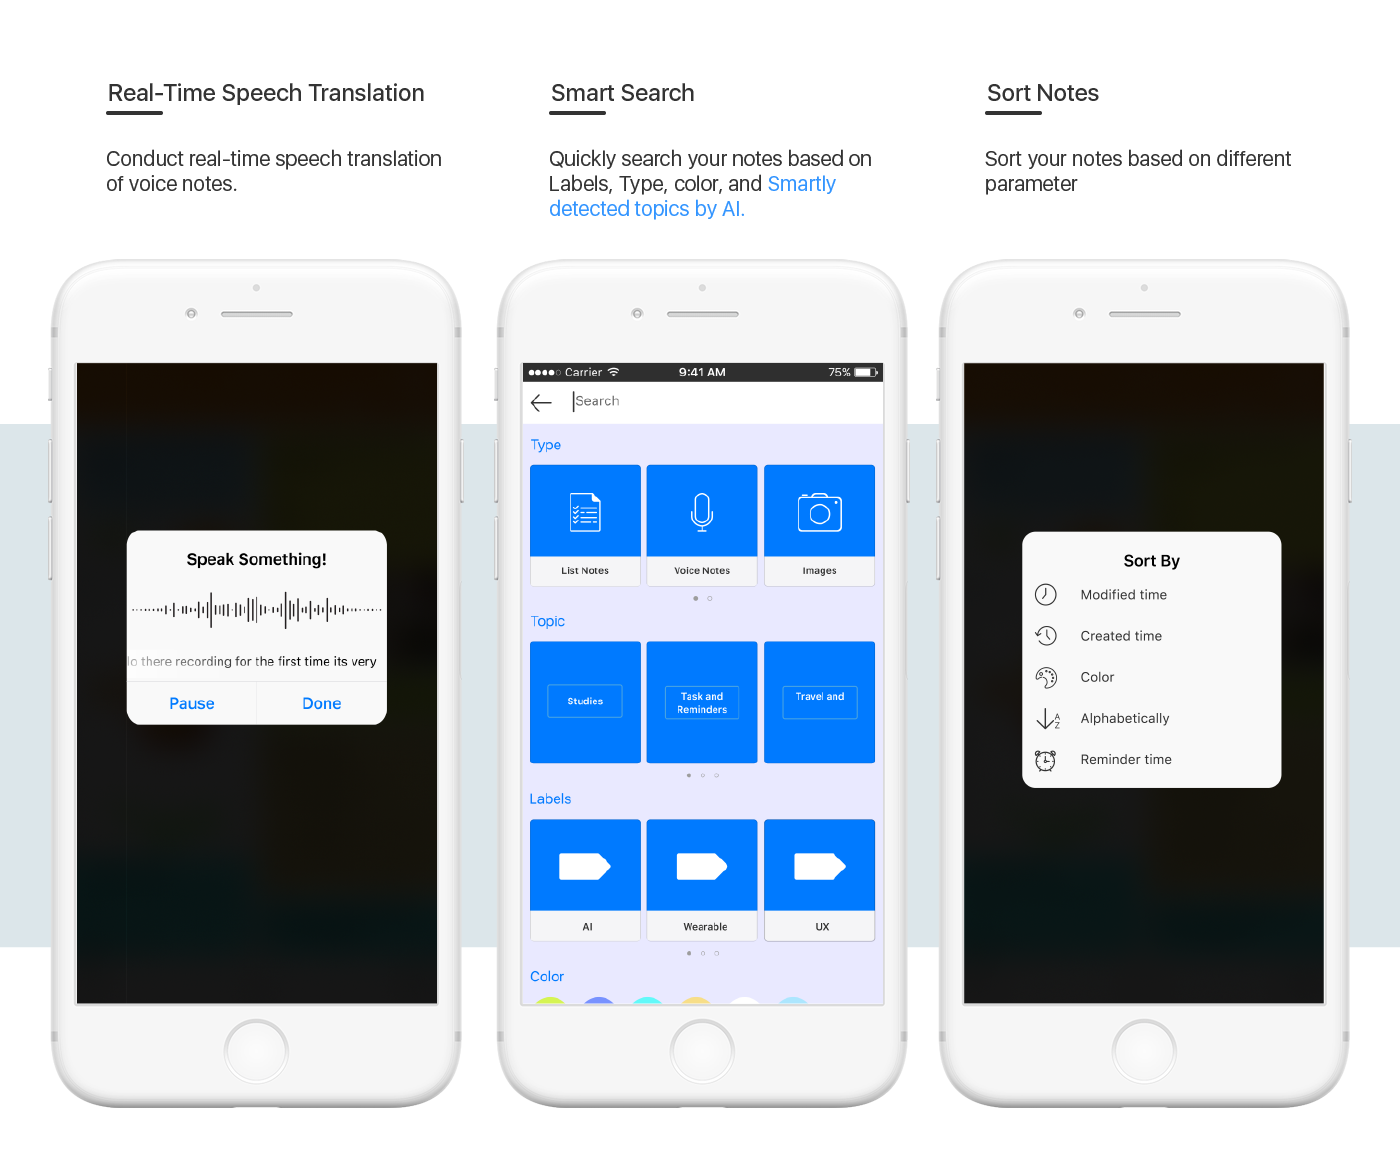 Real-Time Speech Translation
Conduct real-time speech translation
of voice notes.
Smart Search
Quickly search your notes based on
Labels, Type, color, and Smartly
detected topics by AI.
Sort Notes
Sort your notes based on different
parameter
Speak Something!
lo there recording for the first time its very
Pause
Done
Carrier
9:41 AM
75%
Search
Type
List Notes
Voice Notes
Images
Topic
Studies
Task and
Reminders
Travel and
Labels
AI
Wearable
UX
Color
Sort By
Modified time
Created time
Color
A
Z
Alphabetically
Reminder time